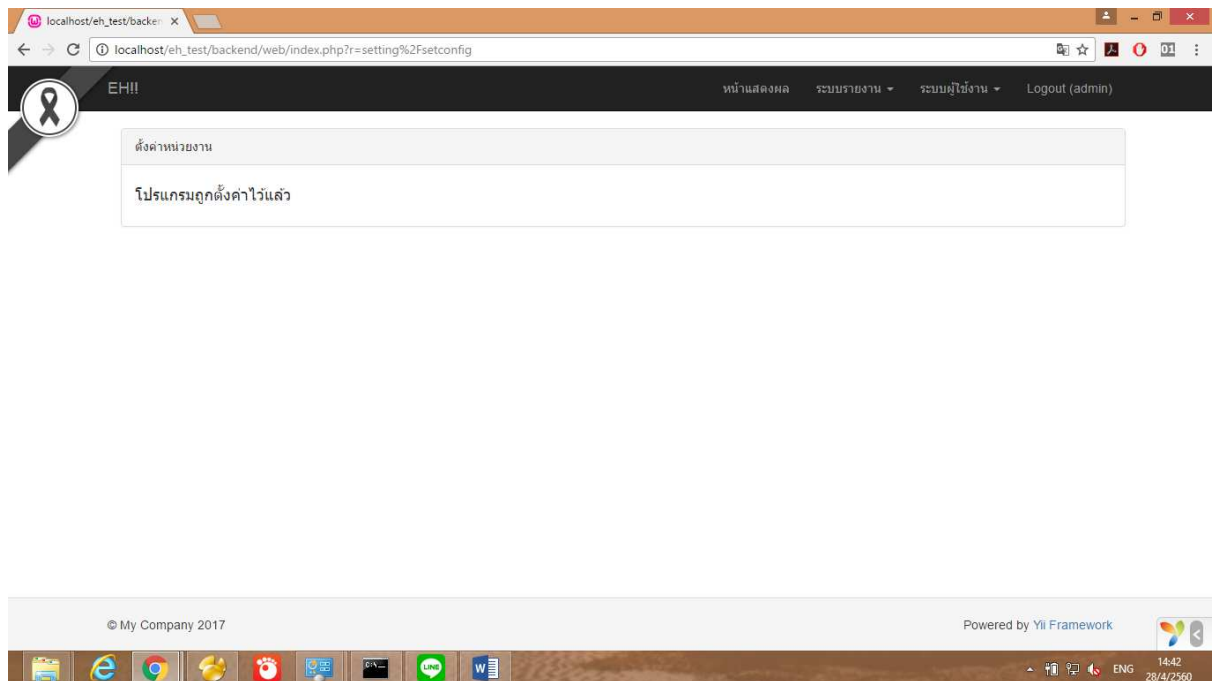 localhost/eh_test/backen
localhost/eh_test/backend/web/index.php?r=setting%2Fsetconfig
EH!!
หน้าแสดงผล
ระบบรายงาน
ระบบผู้ใช้งาน
Logout (admin)
ตั้งค่าหน่วยงาน
โปรแกรมถูกตั้งค่าไว้แล้ว
© My Company 2017
Powered by Yii Framework
C:\_
LINE
W
ENG
14:42
28/4/2560